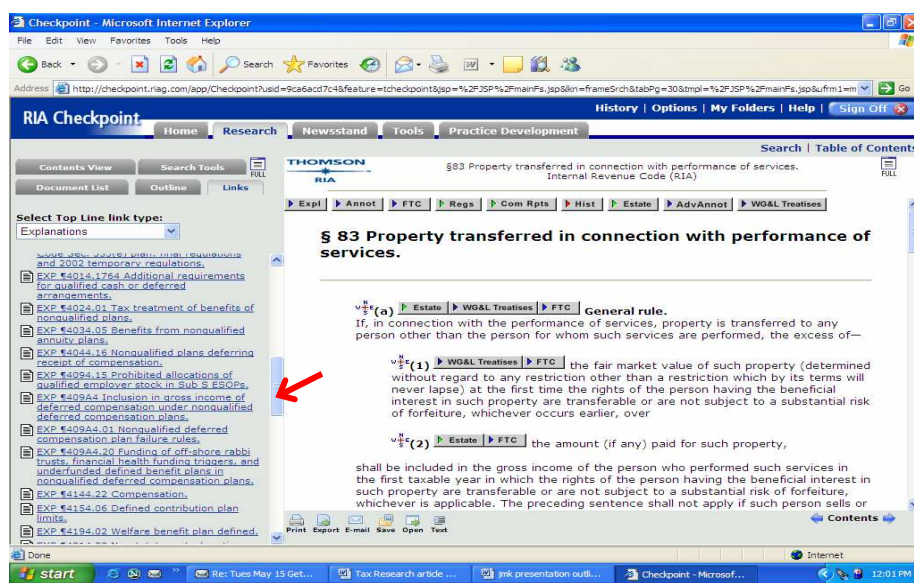 Checkpoint - Microsoft Internet Explorer
File Edit View Favorites Tools Help
Back Search Favorites
Address http://checkpoint.riag.com/app/Checkpoint?usid=9ca6acd7c4&feature=tcheckpoint&jsp=%2FJSP%2FmainFs.jsp&kn=frameSrch&tabPg=30&tmpl=%2FJSP%2FmainFs.jsp&ufrm1=m Go
History | Options | My Folders | Help | Sign Off
RIA Checkpoint
Home Research Newsstand Tools Practice Development
Search | Table of Contents
Contents View Search Tools FULL
Document List Outline Links
THOMSON
RIA
§83 Property transferred in connection with performance of services.
Internal Revenue Code (RIA)
FULL
Select Top Line link type:
Explanations
and 2002 temporary regulations.
EXP ¶4014.1764 Additional requirements
for qualified cash or deferred
arrangements.
EXP ¶4024.01 Tax treatment of benefits of
nonqualified plans.
EXP ¶4034.05 Benefits from nonqualified
annuity plans.
EXP ¶4044.16 Nonqualified plans deferring
receipt of compensation.
EXP ¶4094.15 Prohibited allocations of
qualified employer stock in Sub S ESOPs.
EXP ¶409A4 Inclusion in gross income of
deferred compensation under nonqualified
deferred compensation plans.
EXP ¶409A4.01 Nonqualified deferred
compensation plan failure rules.
EXP ¶409A4.20 Funding of off-shore rabbi
trusts, financial health funding triggers, and
underfunded defined benefit plans in
nonqualified deferred compensation plans.
EXP ¶4144.22 Compensation.
EXP ¶4154.06 Defined contribution plan
limits.
EXP ¶4194.02 Welfare benefit plan defined.
Expl Annot FTC Regs Com Rpts Hist Estate AdvAnnot WG&L Treatises
§ 83 Property transferred in connection with performance of
services.
(a) Estate WG&L Treatises FTC General rule.
If, in connection with the performance of services, property is transferred to any
person other than the person for whom such services are performed, the excess of—
(1) WG&L Treatises FTC the fair market value of such property (determined
without regard to any restriction other than a restriction which by its terms will
never lapse) at the first time the rights of the person having the beneficial
interest in such property are transferable or are not subject to a substantial risk
of forfeiture, whichever occurs earlier, over
(2) Estate FTC the amount (if any) paid for such property,
shall be included in the gross income of the person who performed such services in
the first taxable year in which the rights of the person having the beneficial interest in
such property are transferable or are not subject to a substantial risk of forfeiture,
whichever is applicable. The preceding sentence shall not apply if such person sells or
Print Export E-mail Save Open Text
Contents
Done Internet
start Re: Tues May 15 Get... Tax Research article ... jmk presentation outli... Checkpoint - Microsof... 12:01 PM